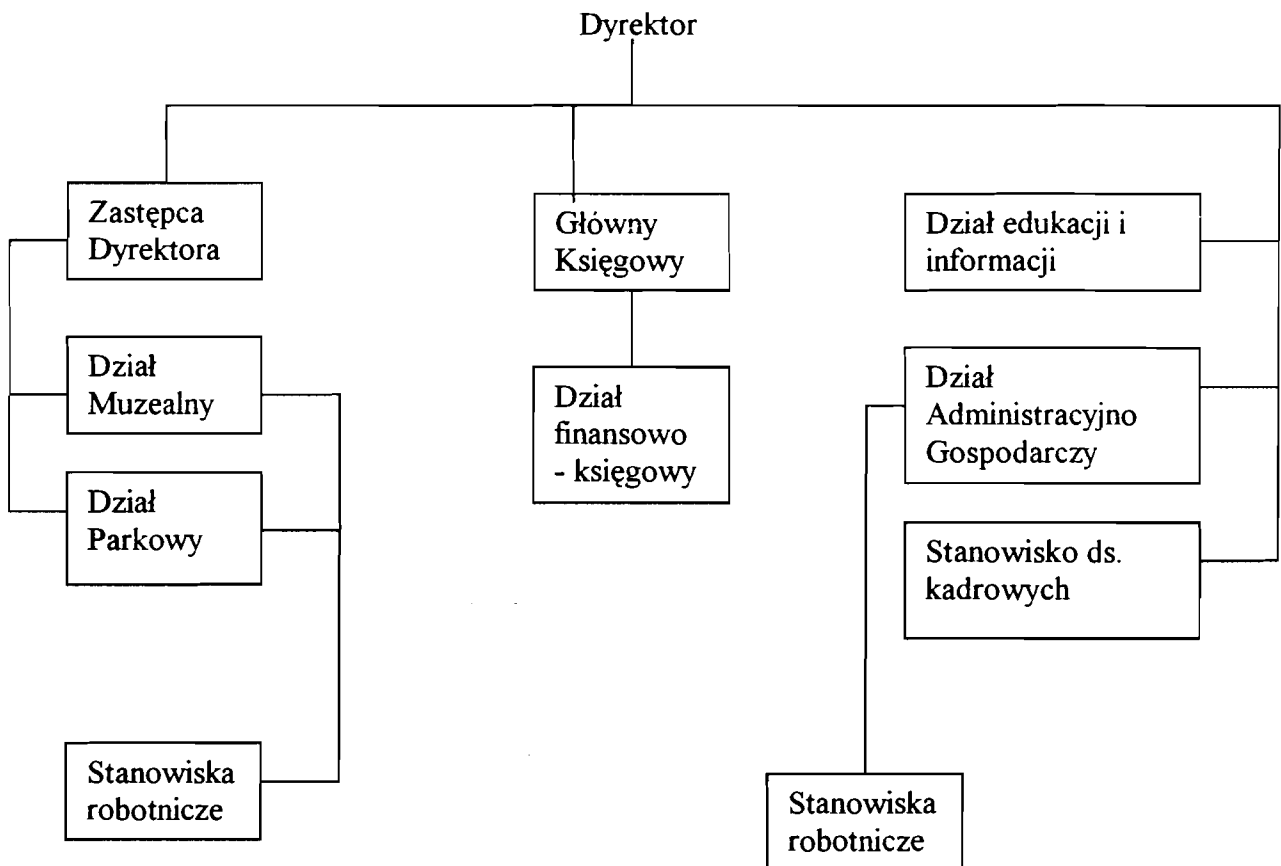 Dyrektor
Zastępca
Dyrektora
Główny
Księgowy
Dział edukacji i
informacji
Dział
Muzealny
Dział
finansowo
- księgowy
Dział
Administracyjno
Gospodarczy
Dział
Parkowy
Stanowisko ds.
kadrowych
Stanowiska
robotnicze
Stanowiska
robotnicze